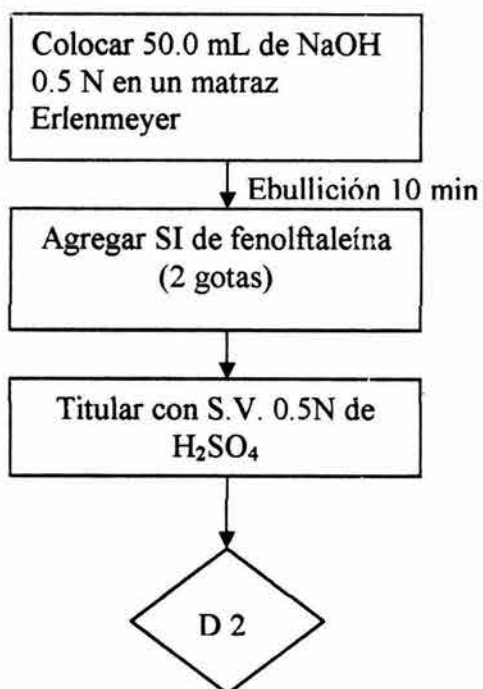 Colocar 50.0 mL de NaOH
0.5 N en un matraz
Erlenmeyer
Ebullición 10 min
Agregar SI de fenolftaleína
(2 gotas)
Titular con S.V. 0.5N de
H₂SO₄
D 2